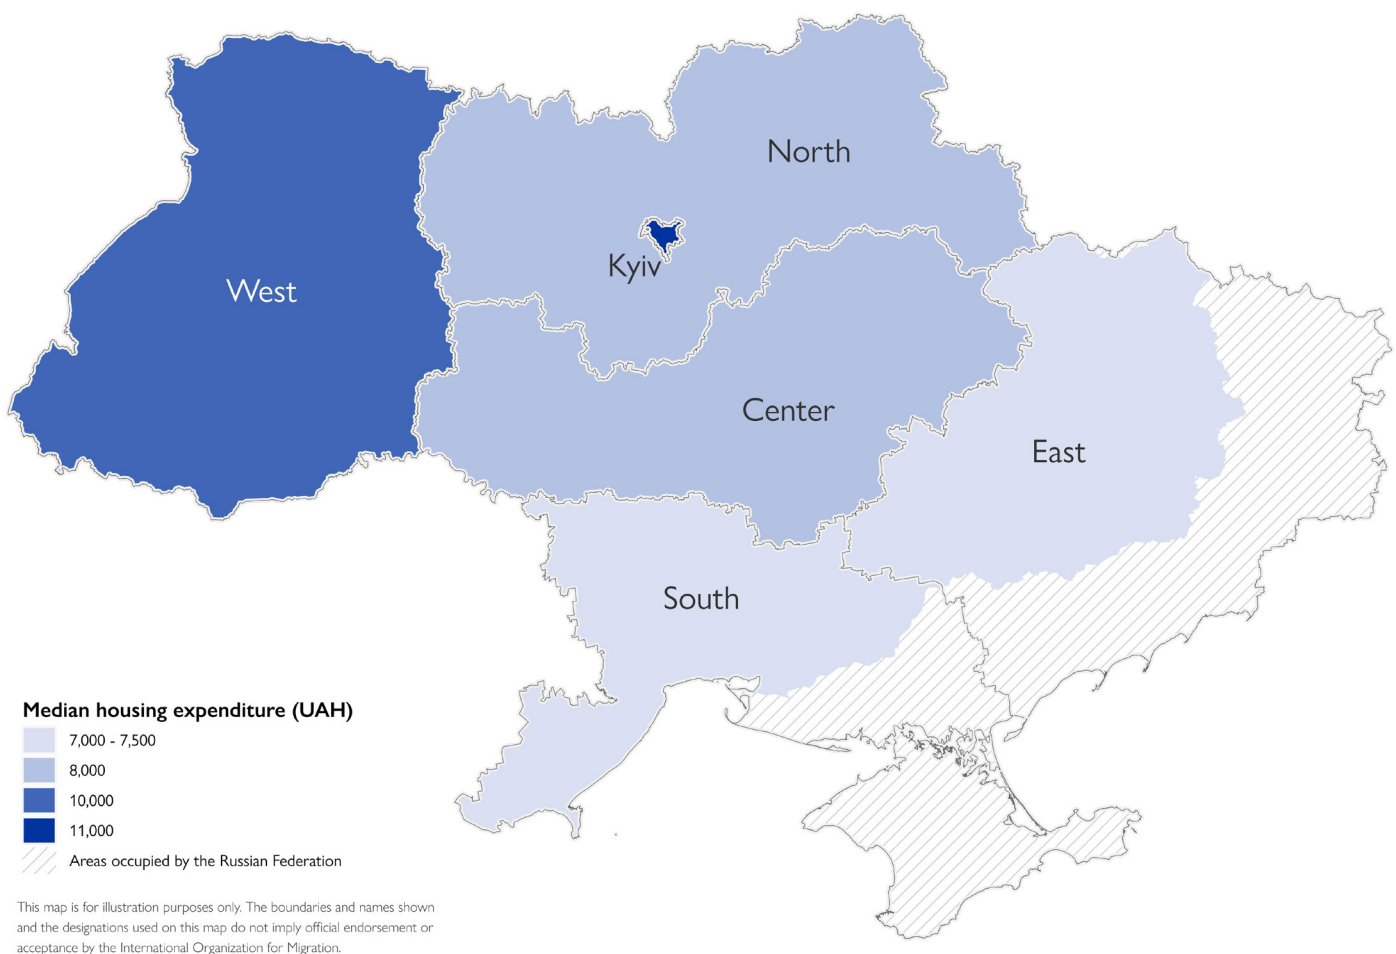 North
Kyiv
West
Center
East
South
Median housing expenditure (UAH)
7,000 - 7,500
8,000
10,000
11,000
Areas occupied by the Russian Federation
This map is for illustration purposes only. The boundaries and names shown
and the designations used on this map do not imply official endorsement or
acceptance by the International Organization for Migration.